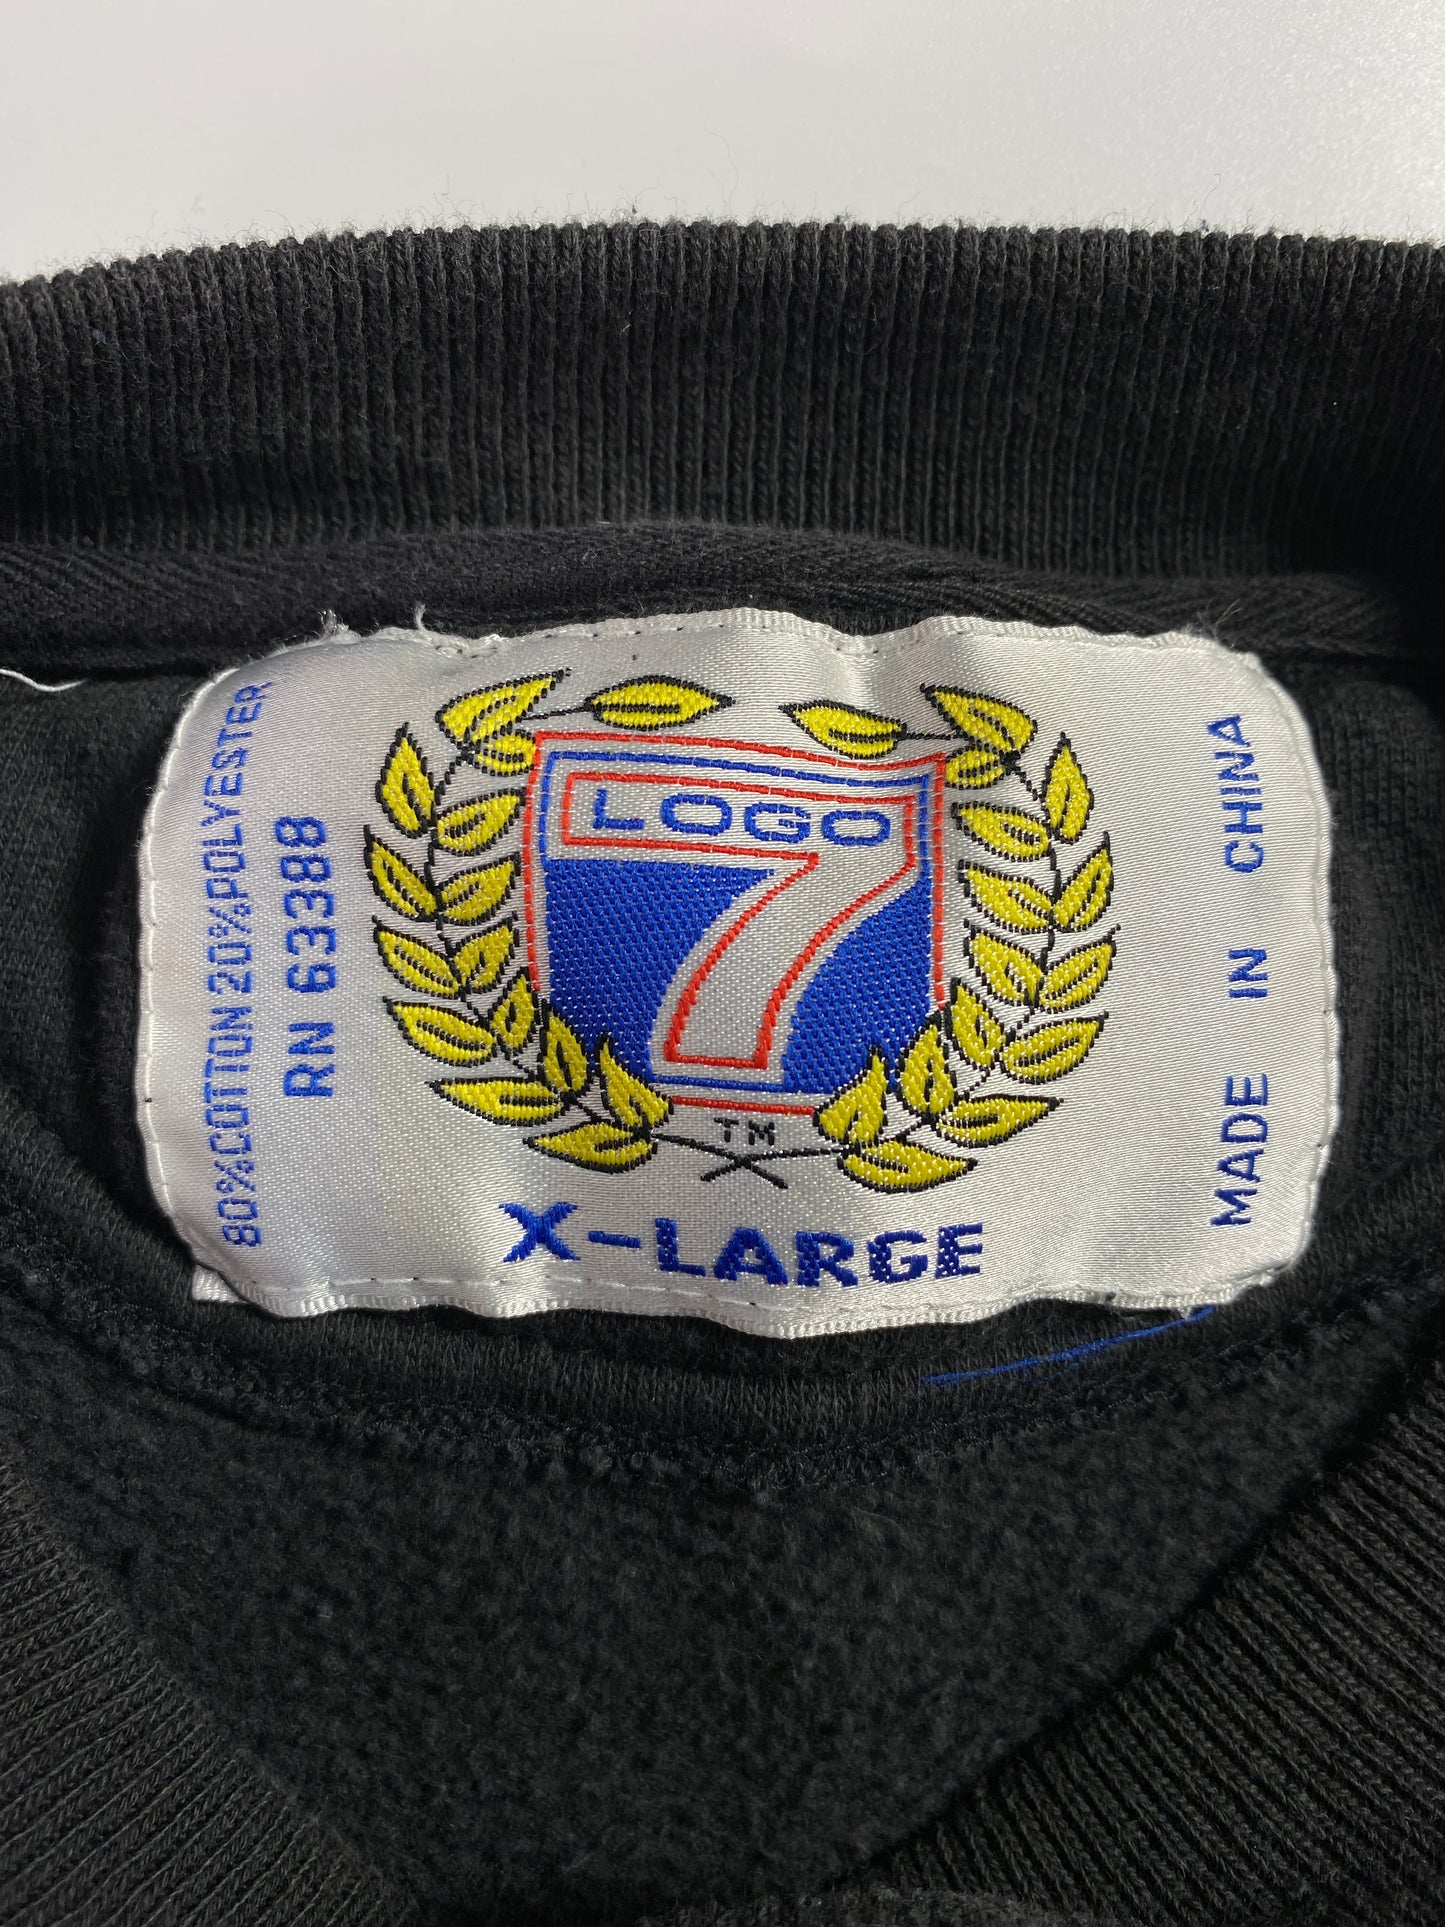 80%COTTON 20%POLYESTER
RN 63388
LOGO
7
TM
X-LARGE
MADE IN CHINA